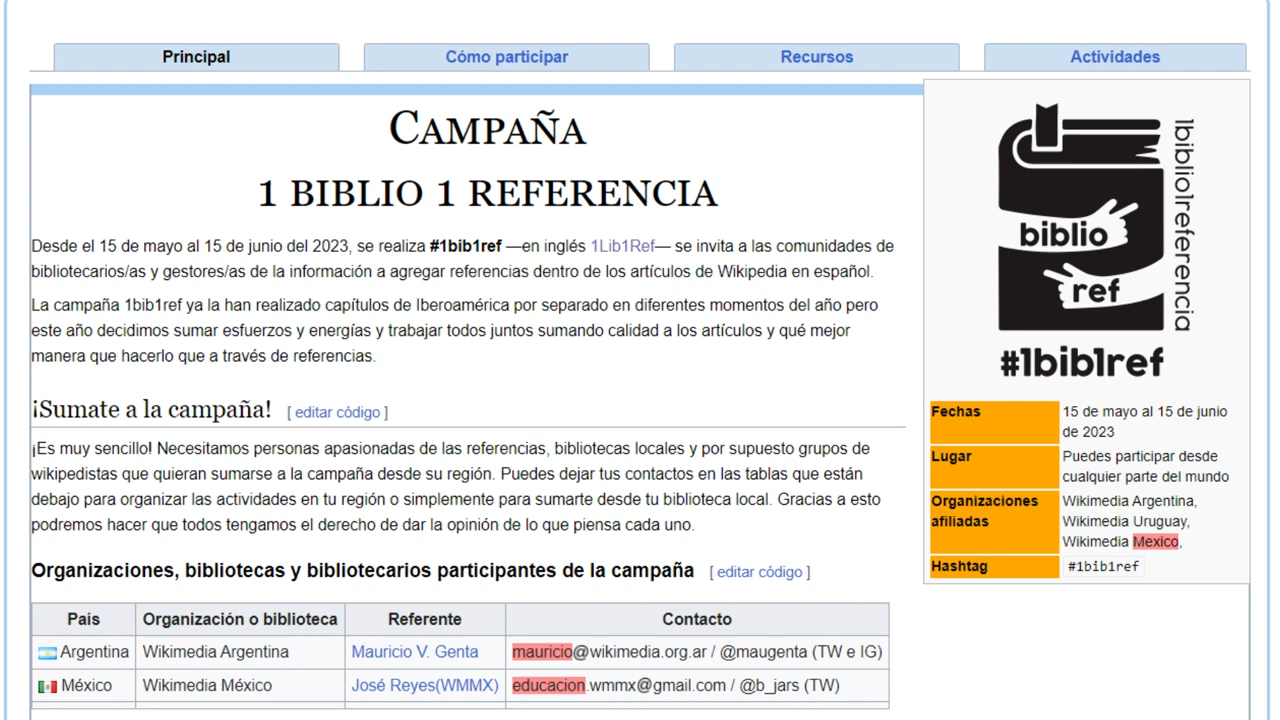 Principal
Cómo participar
Recursos
Actividades
CAMPAÑA
1 BIBLIO 1 REFERENCIA
Desde el 15 de mayo al 15 de junio del 2023, se realiza #1bib1ref —en inglés 1Lib1Ref— se invita a las comunidades de
bibliotecarios/as y gestores/as de la información a agregar referencias dentro de los artículos de Wikipedia en español.
La campaña 1bib1ref ya la han realizado capítulos de Iberoamérica por separado en diferentes momentos del año pero
este año decidimos sumar esfuerzos y energías y trabajar todos juntos sumando calidad a los artículos y qué mejor
manera que hacerlo que a través de referencias.
¡Sumate a la campaña! [ editar código ]
¡Es muy sencillo! Necesitamos personas apasionadas de las referencias, bibliotecas locales y por supuesto grupos de
wikipedistas que quieran sumarse a la campaña desde su región. Puedes dejar tus contactos en las tablas que están
debajo para organizar las actividades en tu región o simplemente para sumarte desde tu biblioteca local. Gracias a esto
podremos hacer que todos tengamos el derecho de dar la opinión de lo que piensa cada uno.
Organizaciones, bibliotecas y bibliotecarios participantes de la campaña [ editar código ]
País Organización o biblioteca Referente Contacto
Argentina Wikimedia Argentina Mauricio V. Genta mauricio@wikimedia.org.ar / @maugenta (TW e IG)
México Wikimedia México José Reyes(WMMX) educacion.wmmx@gmail.com / @b_jars (TW)
biblio
ref
1biblio1referencia
#1bib1ref
Fechas 15 de mayo al 15 de junio
de 2023
Lugar Puedes participar desde
cualquier parte del mundo
Organizaciones Wikimedia Argentina,
afiliadas Wikimedia Uruguay,
Wikimedia Mexico,
Hashtag #1bib1ref